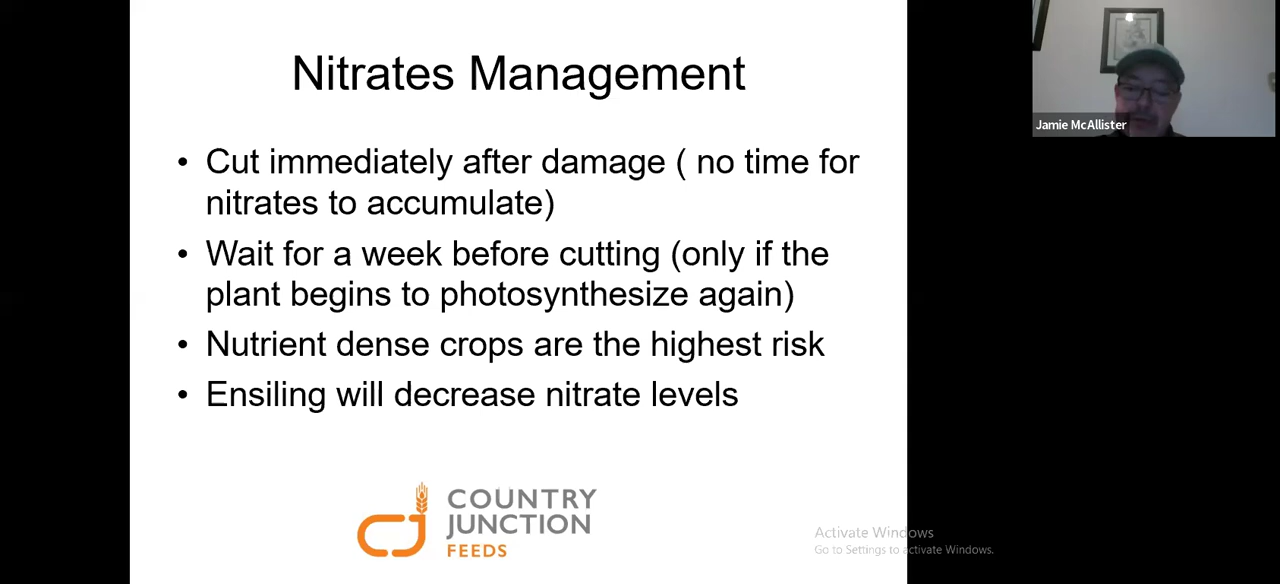 Nitrates Management
• Cut immediately after damage ( no time for
nitrates to accumulate)
• Wait for a week before cutting (only if the
plant begins to photosynthesize again)
• Nutrient dense crops are the highest risk
• Ensiling will decrease nitrate levels
COUNTRY
JUNCTION
FEEDS
Jamie McAllister
Activate Windows
Go to Settings to activate Windows.